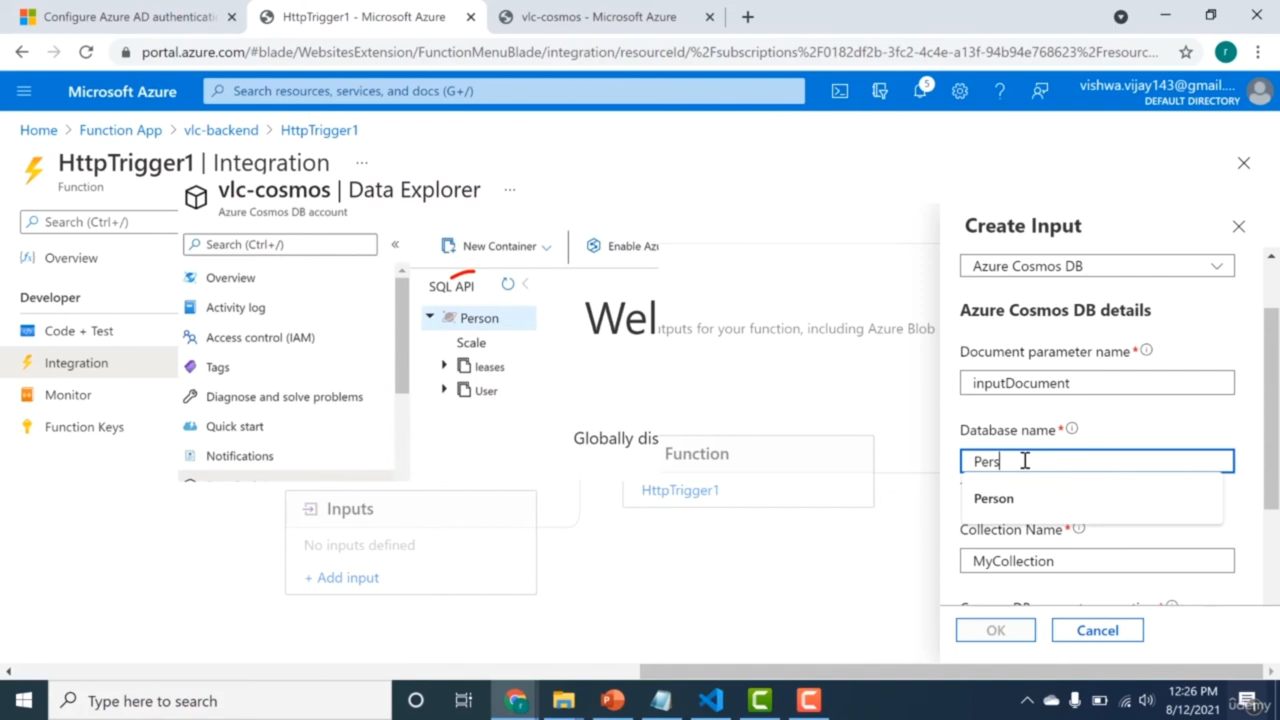 Configure Azure AD authenticati
HttpTrigger1 - Microsoft Azure
vlc-cosmos - Microsoft Azure
portal.azure.com/#blade/WebsitesExtension/FunctionMenuBlade/integration/resourceId/%2Fsubscriptions%2F0182df2b-3fc2-4c4e-a13f-94b94e768623%2Fresourc...
r
Microsoft Azure
Search resources, services, and docs (G+/)
5
vishwa.vijay143@gmail....
DEFAULT DIRECTORY
Home > Function App > vlc-backend > HttpTrigger1
HttpTrigger1 | Integration ...
Function
Search (Ctrl+/)
Overview
Developer
Code + Test
Integration
Monitor
Function Keys
vlc-cosmos | Data Explorer ...
Azure Cosmos DB account
Search (Ctrl+/)
«
Overview
Activity log
Access control (IAM)
Tags
Diagnose and solve problems
Quick start
Notifications
New Container
Enable Azu
SQL API
Person
Scale
leases
User
Wel
tputs for your function, including Azure Blob
Globally dis
Function
HttpTrigger1
Inputs
No inputs defined
+ Add input
Create Input
Azure Cosmos DB
Azure Cosmos DB details
Document parameter name *
inputDocument
Database name *
Pers
Person
Collection Name *
MyCollection
OK
Cancel
Type here to search
12:26 PM
8/12/2021
udemy